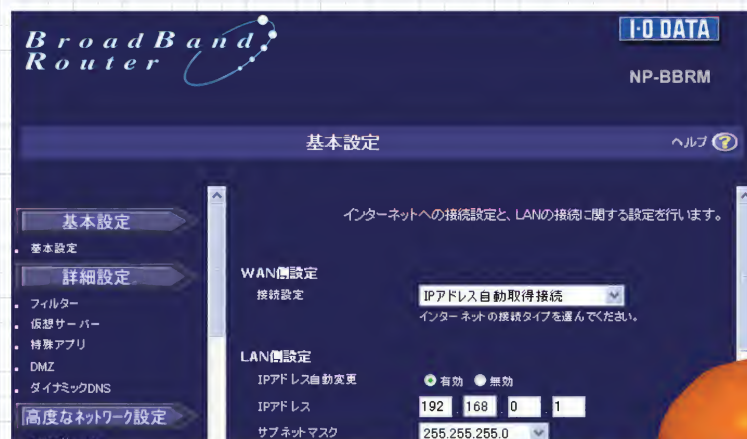 BroadBand
Router
I-O DATA
NP-BBRM
基本設定
ヘルプ ?
基本設定
・ 基本設定
詳細設定
・ フィルター
・ 仮想サーバー
・ 特殊アプリ
・ DMZ
・ ダイナミックDNS
高度なネットワーク設定
インターネットへの接続設定と、LANの接続に関する設定を行います。
WAN側設定
接続設定 IPアドレス自動取得接続
インターネットの接続タイプを選んでください。
LAN側設定
IPアドレス自動変更 有効 無効
IPアドレス 192 . 168 . 0 . 1
サブネットマスク 255.255.255.0